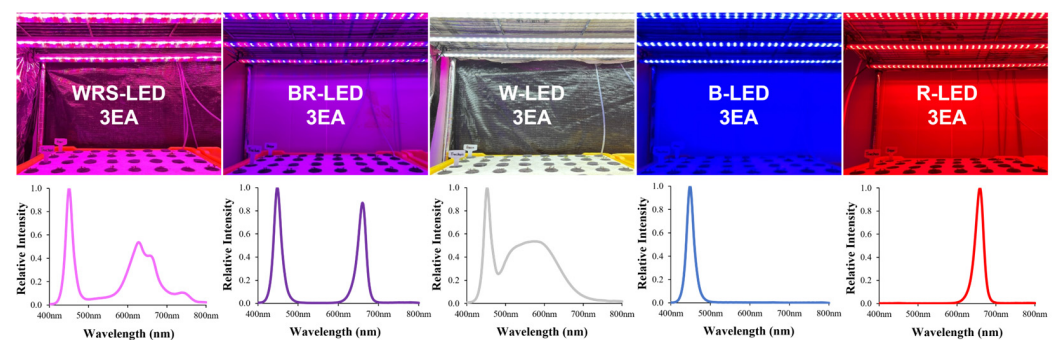 WRS-LED
3EA
BR-LED
3EA
W-LED
3EA
B-LED
3EA
R-LED
3EA
Relative Intensity
1.0
0.8
0.6
0.4
0.2
0.0
400nm 500nm 600nm 700nm 800nm
Wavelength (nm)
Relative Intensity
1.0
0.8
0.6
0.4
0.2
0.0
400nm 500nm 600nm 700nm 800nm
Wavelength (nm)
Relative Intensity
1.0
0.8
0.6
0.4
0.2
0.0
400nm 500nm 600nm 700nm 800nm
Wavelength (nm)
Relative Intensity
1.0
0.8
0.6
0.4
0.2
0.0
400nm 500nm 600nm 700nm 800nm
Wavelength (nm)
Relative Intensity
1.0
0.8
0.6
0.4
0.2
0.0
400nm 500nm 600nm 700nm 800nm
Wavelength (nm)